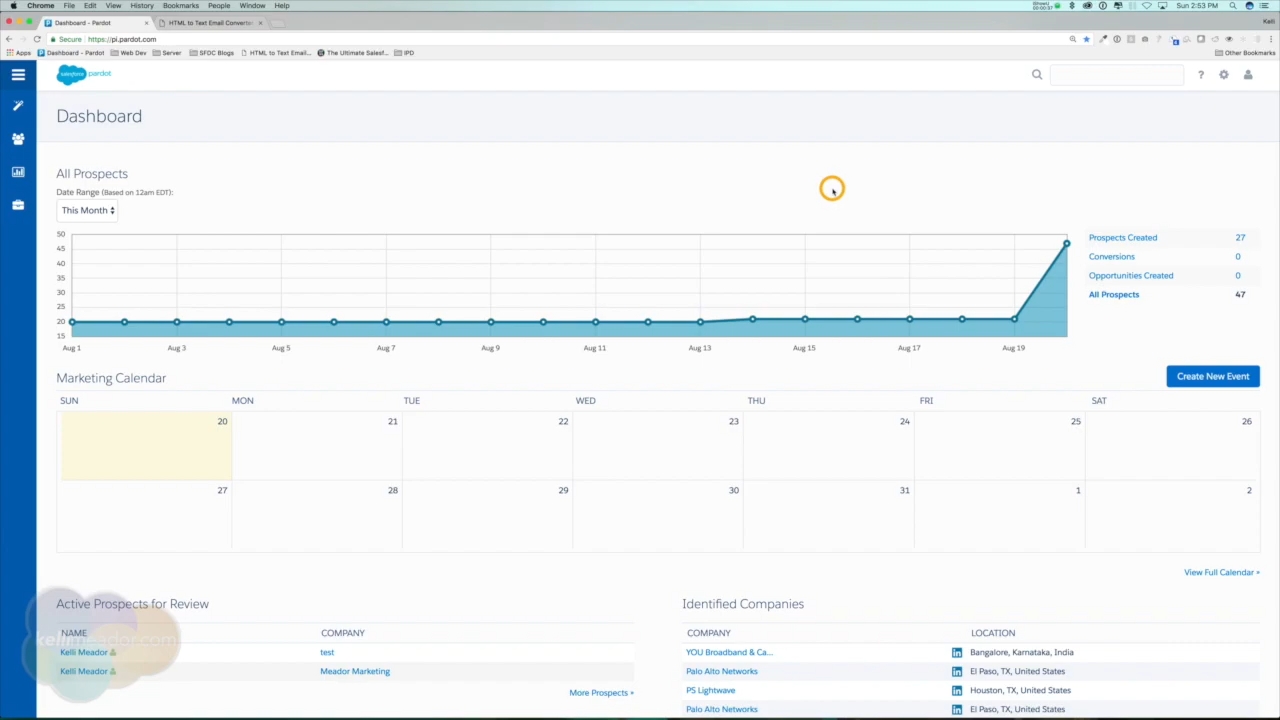 Chrome File Edit View History Bookmarks People Window Help Sun 2:53 PM
Dashboard - Pardot × HTML to Text Email Converte × Kelli
Secure https://pi.pardot.com
Apps Dashboard - Pardot Web Dev Server SFDC Blogs HTML to Text Email... The Ultimate Salesf... IPD Other Bookmarks
salesforce pardot
Dashboard
All Prospects
Date Range (Based on 12am EDT):
This Month
50
45
40
35
30
25
20
15
Aug 1 Aug 3 Aug 5 Aug 7 Aug 9 Aug 11 Aug 13 Aug 15 Aug 17 Aug 19
Prospects Created 27
Conversions 0
Opportunities Created 0
All Prospects 47
Marketing Calendar Create New Event
SUN MON TUE WED THU FRI SAT
20 21 22 23 24 25 26
27 28 29 30 31 1 2
View Full Calendar »
Active Prospects for Review
NAME COMPANY
Kelli Meador test
Kelli Meador Meador Marketing
More Prospects »
Identified Companies
COMPANY LOCATION
YOU Broadband & Ca... in Bangalore, Karnataka, India
Palo Alto Networks in El Paso, TX, United States
PS Lightwave in Houston, TX, United States
Palo Alto Networks in El Paso, TX, United States
kellimeador.com